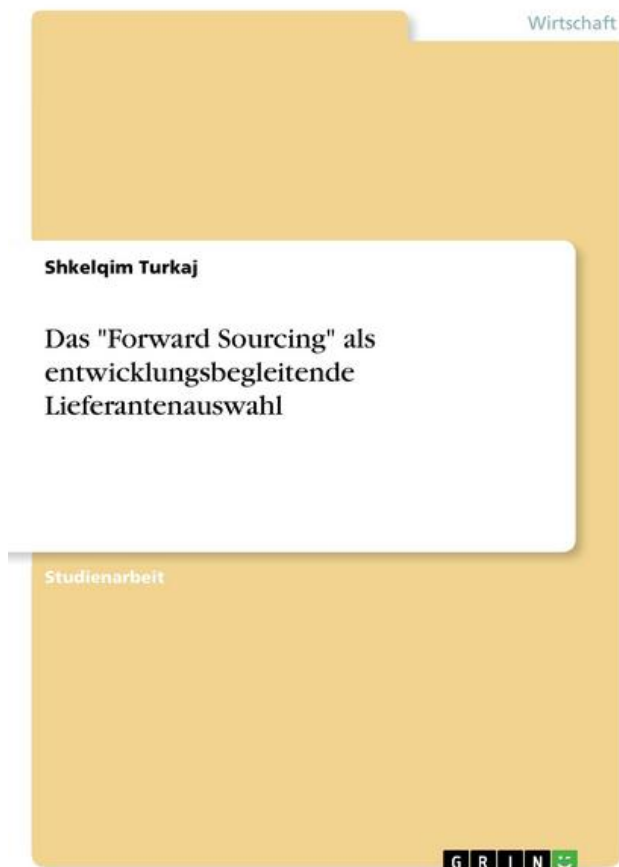 Wirtschaft
Shkelqim Turkaj
Das "Forward Sourcing" als
entwicklungsbegleitende
Lieferantenauswahl
Studienarbeit
GRIN